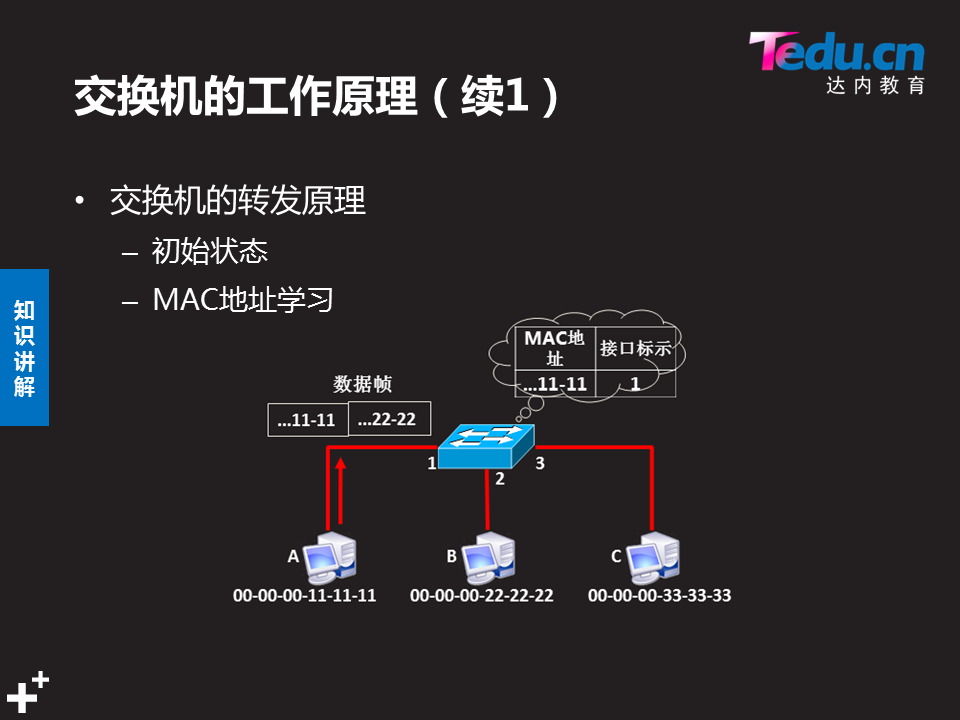 Tedu.cn
达内教育
交换机的工作原理（续1）
• 交换机的转发原理
– 初始状态
– MAC地址学习
知
识
讲
解
MAC地
址
接口标示
...11-11
1
数据帧
...11-11
...22-22
1
2
3
A
B
C
00-00-00-11-11-11
00-00-00-22-22-22
00-00-00-33-33-33